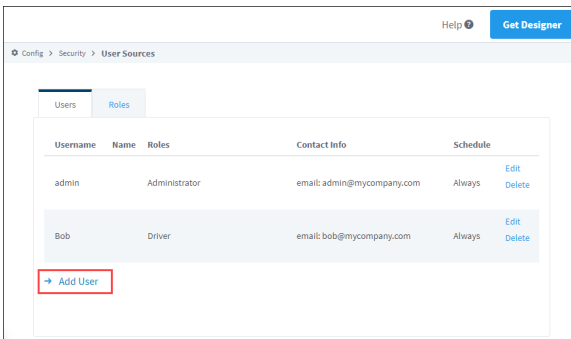 Help ?
Get Designer
Config > Security > User Sources
Users Roles
Username Name Roles Contact Info Schedule
admin Administrator email: admin@mycompany.com Always Edit
Delete
Bob Driver email: bob@mycompany.com Always Edit
Delete
→ Add User